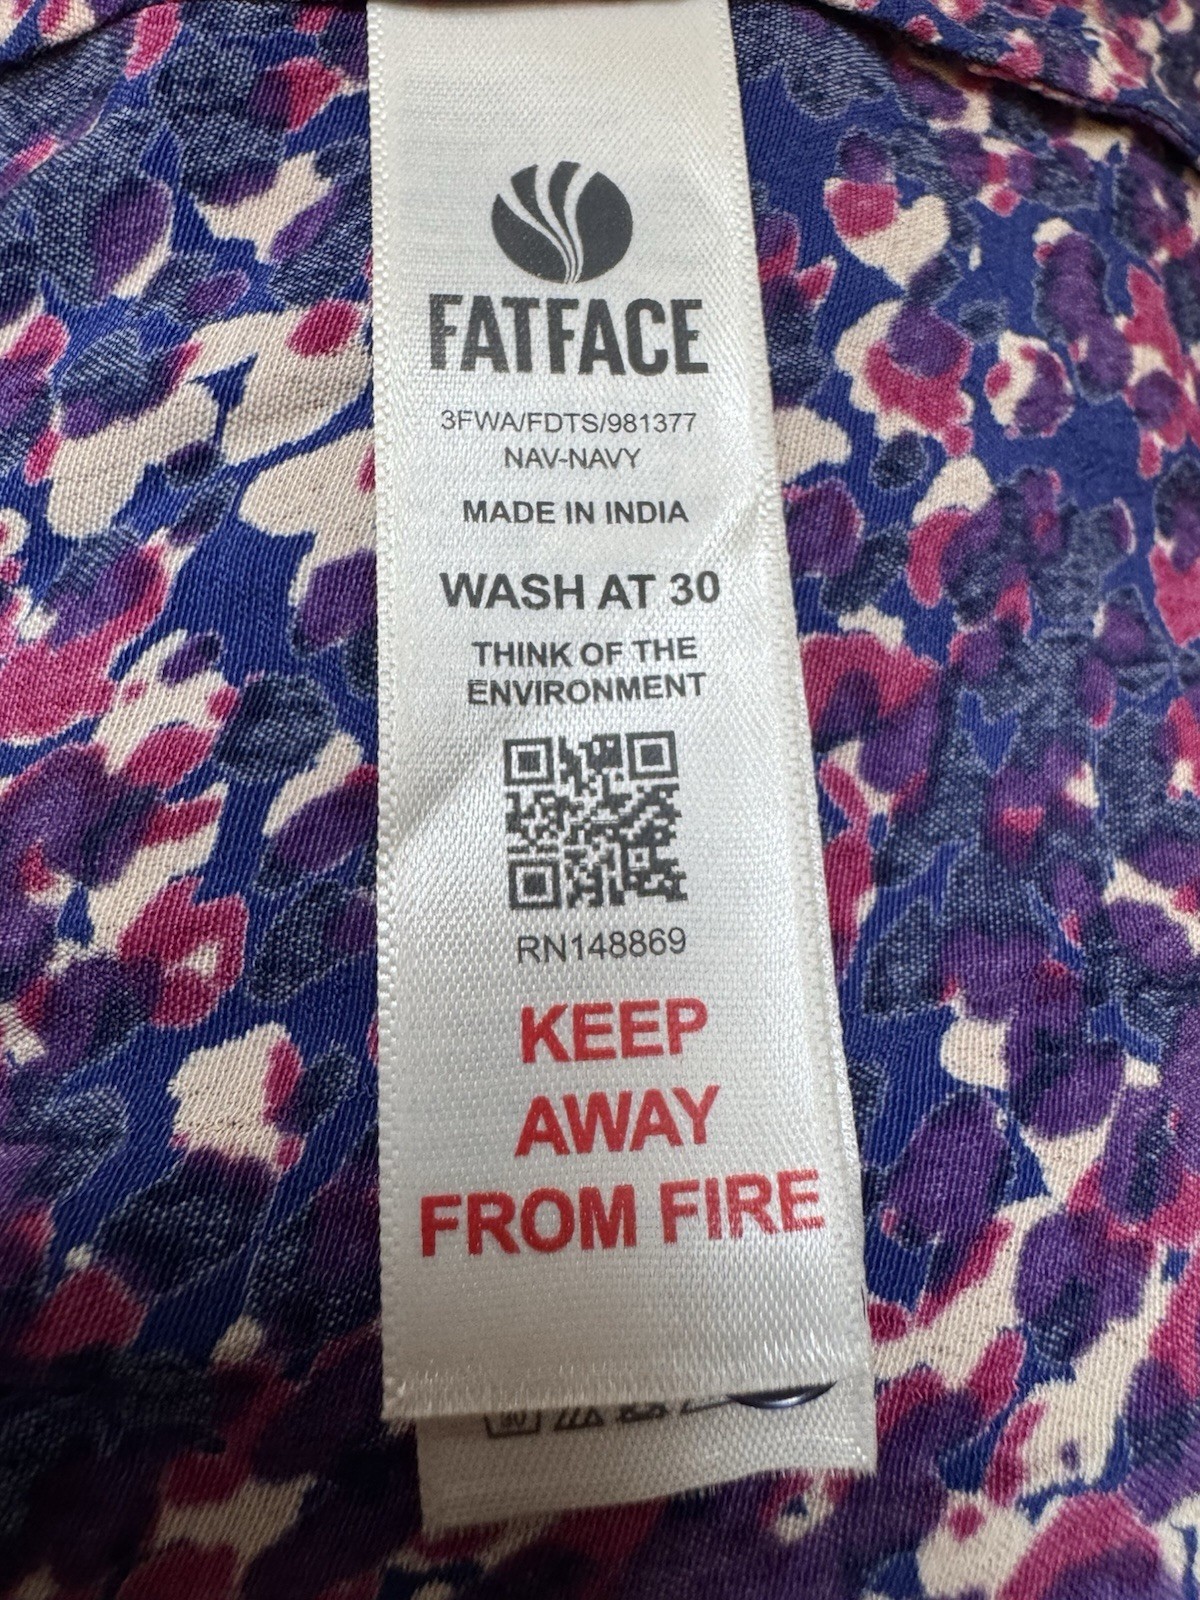 FATFACE
3FWA/FDTS/981377
NAV-NAVY
MADE IN INDIA
WASH AT 30
THINK OF THE
ENVIRONMENT
RN148869
KEEP
AWAY
FROM FIRE
30